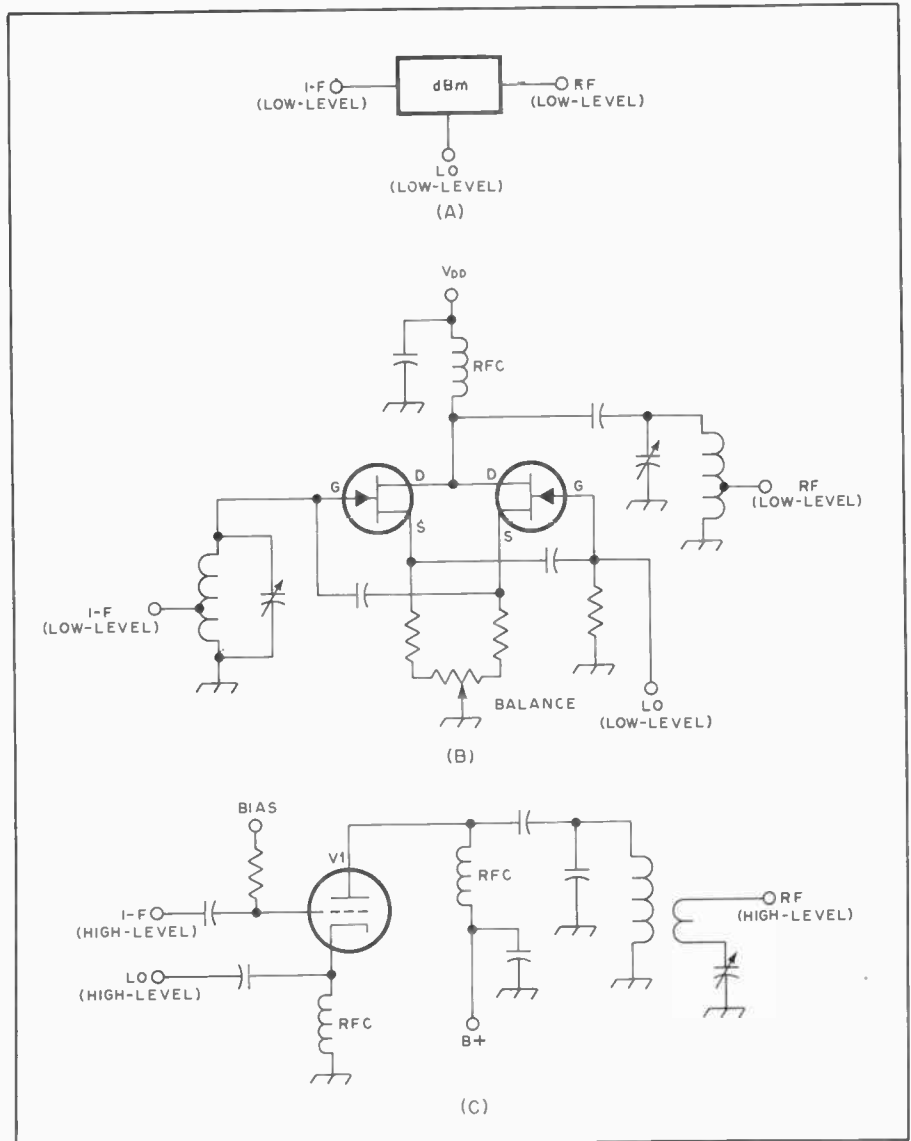 I-F
(LOW-LEVEL)
dBm
RF
(LOW-LEVEL)
LO
(LOW-LEVEL)
(A)
VDD
RFC
G
D
S
D
G
S
RF
(LOW-LEVEL)
I-F
(LOW-LEVEL)
BALANCE
LO
(LOW-LEVEL)
(B)
BIAS
V1
RFC
I-F
(HIGH-LEVEL)
RF
(HIGH-LEVEL)
LO
(HIGH-LEVEL)
RFC
B+
(C)